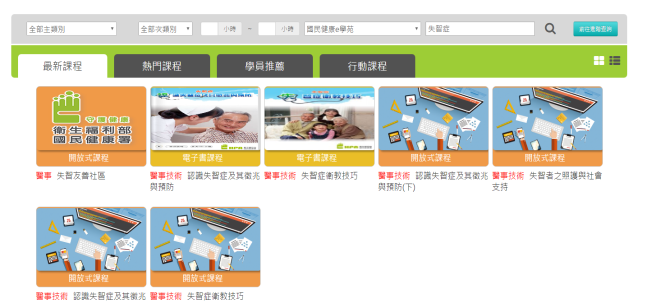 全部主類別 全部次類別 小時 ~ 小時 國民健康e學苑 失智症
最新課程 熱門課程 學員推薦 行動課程
守護健康
衛生福利部
國民健康署
開放式課程 電子書課程 電子書課程 開放式課程 開放式課程
醫事 失智友善社區
醫事技術 認識失智症及其徵兆與預防
醫事技術 失智症衛教技巧
醫事技術 認識失智症及其徵兆與預防(下)
醫事技術 失智者之照護與社會支持
開放式課程 開放式課程
醫事技術 認識失智症及其徵兆
醫事技術 失智症衛教技巧